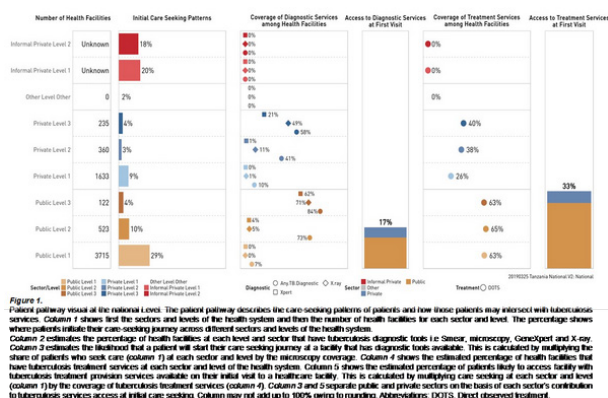 Number of Health Facilities
Initial Care Seeking Patterns
Coverage of Diagnostic Services among Health Facilities
Access to Diagnostic Services at First Visit
Coverage of Treatment Services among Health Facilities
Access to Treatment Services at First Visit
Informal Private Level 2 Unknown 18% 0% 0% 0% 0%
Informal Private Level 1 Unknown 20% 0% 0% 0% 0%
Other Level Other 0 2% 0% 0% 0% 0%
Private Level 3 235 4% 21% 49% 58% 40%
Private Level 2 360 3% 1% 11% 41% 38%
Private Level 1 1633 9% 0% 1% 10% 26%
Public Level 3 122 4% 62% 71% 84% 63%
Public Level 2 523 10% 4% 5% 73% 65%
Public Level 1 3715 29% 0% 0% 7% 63%
17%
33%
20190325-Tanzania National V2: National
Sector/Level
Public Level 1 Private Level 1 Other Level Other
Public Level 2 Private Level 2 Informal Private Level 1
Public Level 3 Private Level 3 Informal Private Level 2
Diagnostic Any TB Diagnostic X-ray
Xpert
Sector Informal Private Public
Other
Private
Treatment DOTS
Figure 1.
Patient pathway visual at the national Level. The patient pathway describes the care-seeking patterns of patients and how those patients may intersect with tuberculosis
services. Column 1 shows first the sectors and levels of the health system and then the number of health facilities for each sector and level. The percentage shows
where patients initiate their care-seeking journey across different sectors and levels of the health system.
Column 2 estimates the percentage of health facilities at each level and sector that have tuberculosis diagnostic tools i.e Smear, microscopy, GeneXpert and X-ray.
Column 3 estimates the likelihood that a patient will start their care seeking journey at a facility that has diagnostic tools available. This is calculated by multiplying the
share of patients who seek care (column 1) at each sector and level by the microscopy coverage. Column 4 shows the estimated percentage of health facilities that
have tuberculosis treatment services at each sector and level of the health system. Column 5 shows the estimated percentage of patients likely to access facility with
tuberculosis treatment provision services available on their initial visit to a healthcare facility. This is calculated by multiplying care seeking at each sector and level
(column 1) by the coverage of tuberculosis treatment services (column 4). Column 3 and 5 separate public and private sectors on the basis of each sector's contribution
to tuberculosis services access at initial care seeking. Column may not add up to 100% owing to rounding. Abbreviations: DOTS, Direct observed treatment.